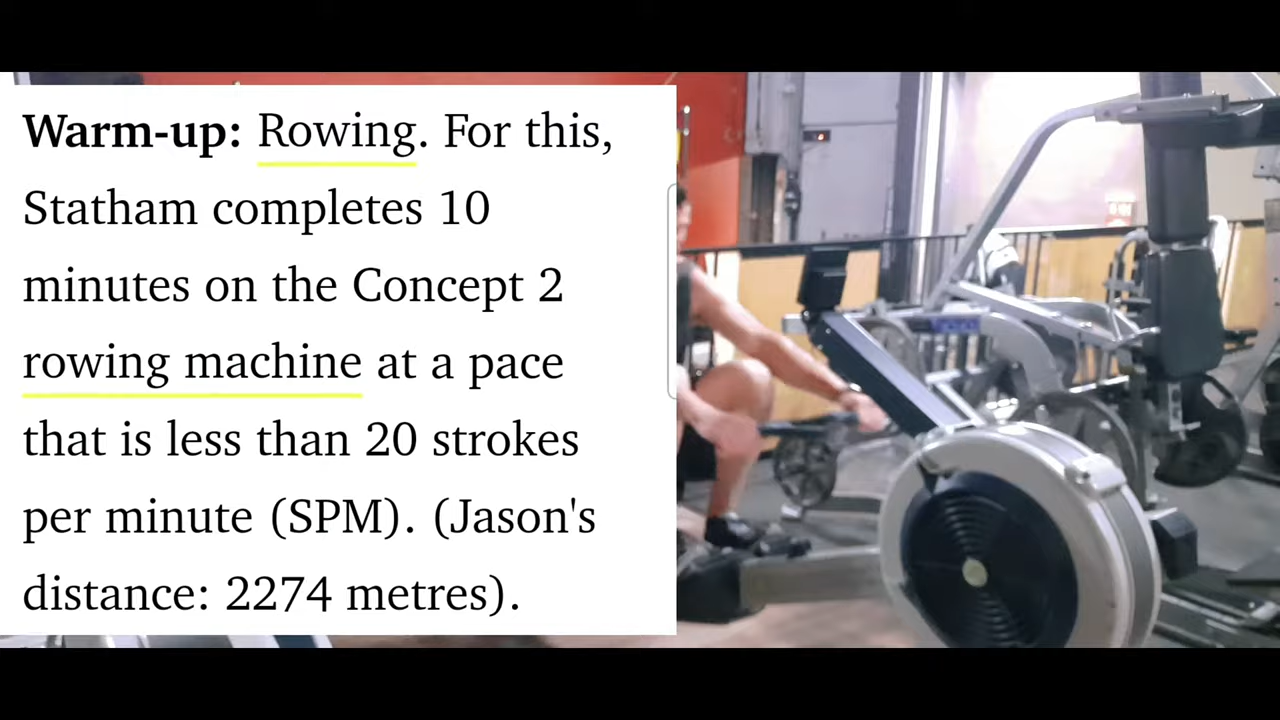 Warm-up: Rowing. For this,
Statham completes 10
minutes on the Concept 2
rowing machine at a pace
that is less than 20 strokes
per minute (SPM). (Jason's
distance: 2274 metres).